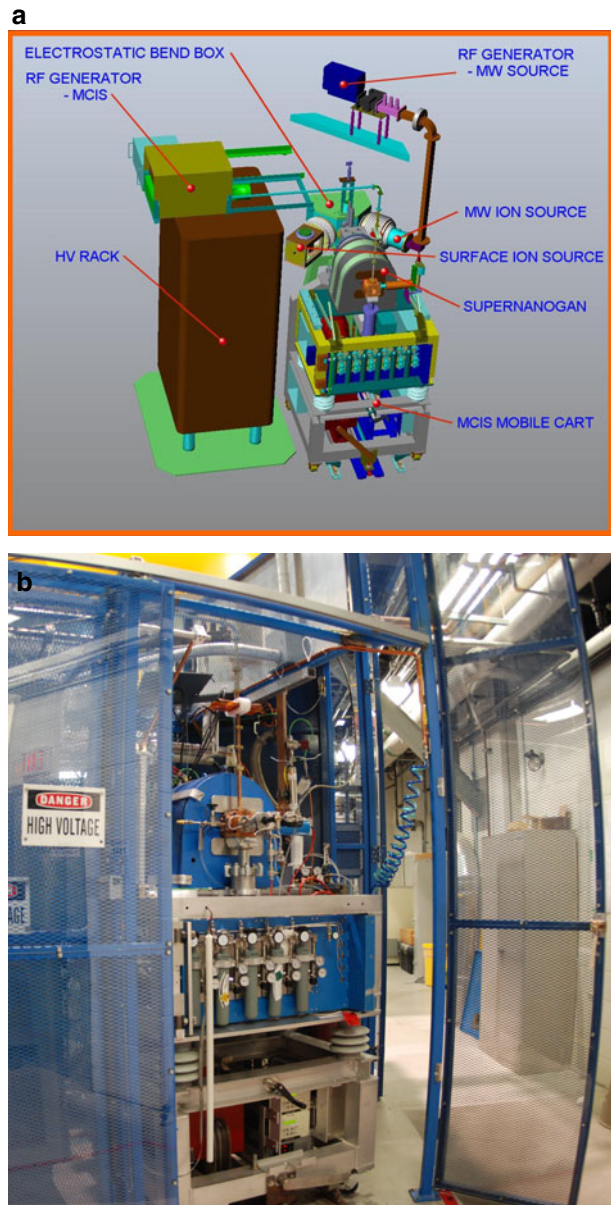 a
ELECTROSTATIC BEND BOX
RF GENERATOR
- MCIS
RF GENERATOR
- MW SOURCE
MW ION SOURCE
HV RACK
SURFACE ION SOURCE
SUPERNANOGAN
MCIS MOBILE CART
b
DANGER
HIGH VOLTAGE